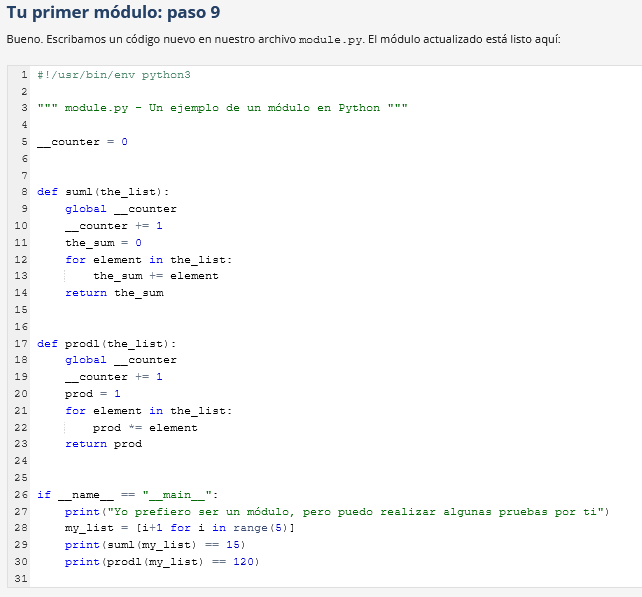 Tu primer módulo: paso 9
Bueno. Escribamos un código nuevo en nuestro archivo module.py. El módulo actualizado está listo aquí:
1 #!/usr/bin/env python3
2
3 """ module.py - Un ejemplo de un módulo en Python """
4
5 __counter = 0
6
7
8 def suml(the_list):
9     global __counter
10     __counter += 1
11     the_sum = 0
12     for element in the_list:
13         the_sum += element
14     return the_sum
15
16
17 def prodl(the_list):
18     global __counter
19     __counter += 1
20     prod = 1
21     for element in the_list:
22         prod *= element
23     return prod
24
25
26 if __name__ == "__main__":
27     print("Yo prefiero ser un módulo, pero puedo realizar algunas pruebas por ti")
28     my_list = [i+1 for i in range(5)]
29     print(suml(my_list) == 15)
30     print(prodl(my_list) == 120)
31